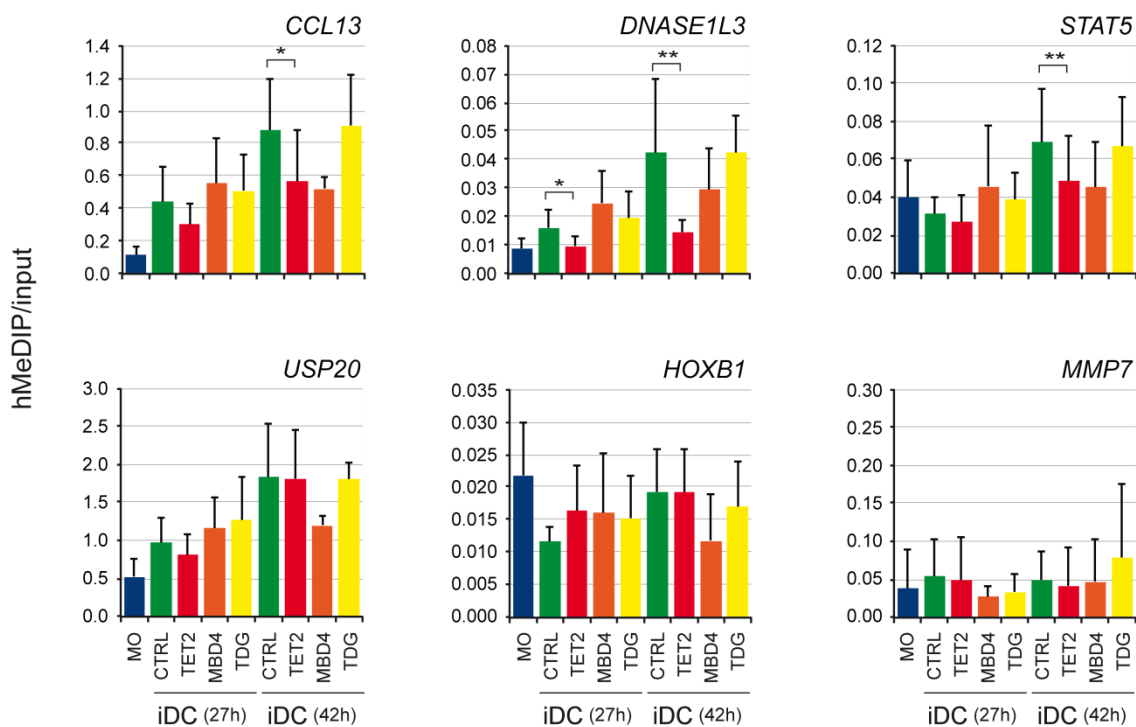 CCL13
DNASE1L3
STAT5
1.4
1.2
1.0
0.8
0.6
0.4
0.2
0.0
*
0.08
0.07
0.06
0.05
0.04
0.03
0.02
0.01
0.00
*
**
0.12
0.10
0.08
0.06
0.04
0.02
0.00
**
hMeDIP/input
USP20
HOXB1
MMP7
3.0
2.5
2.0
1.5
1.0
0.5
0.0
0.035
0.030
0.025
0.020
0.015
0.010
0.005
0.000
0.30
0.25
0.20
0.15
0.10
0.05
0.00
MO
CTRL
TET2
MBD4
TDG
CTRL
TET2
MBD4
TDG
iDC (27h)
iDC (42h)
MO
CTRL
TET2
MBD4
TDG
CTRL
TET2
MBD4
TDG
iDC (27h)
iDC (42h)
MO
CTRL
TET2
MBD4
TDG
CTRL
TET2
MBD4
TDG
iDC (27h)
iDC (42h)